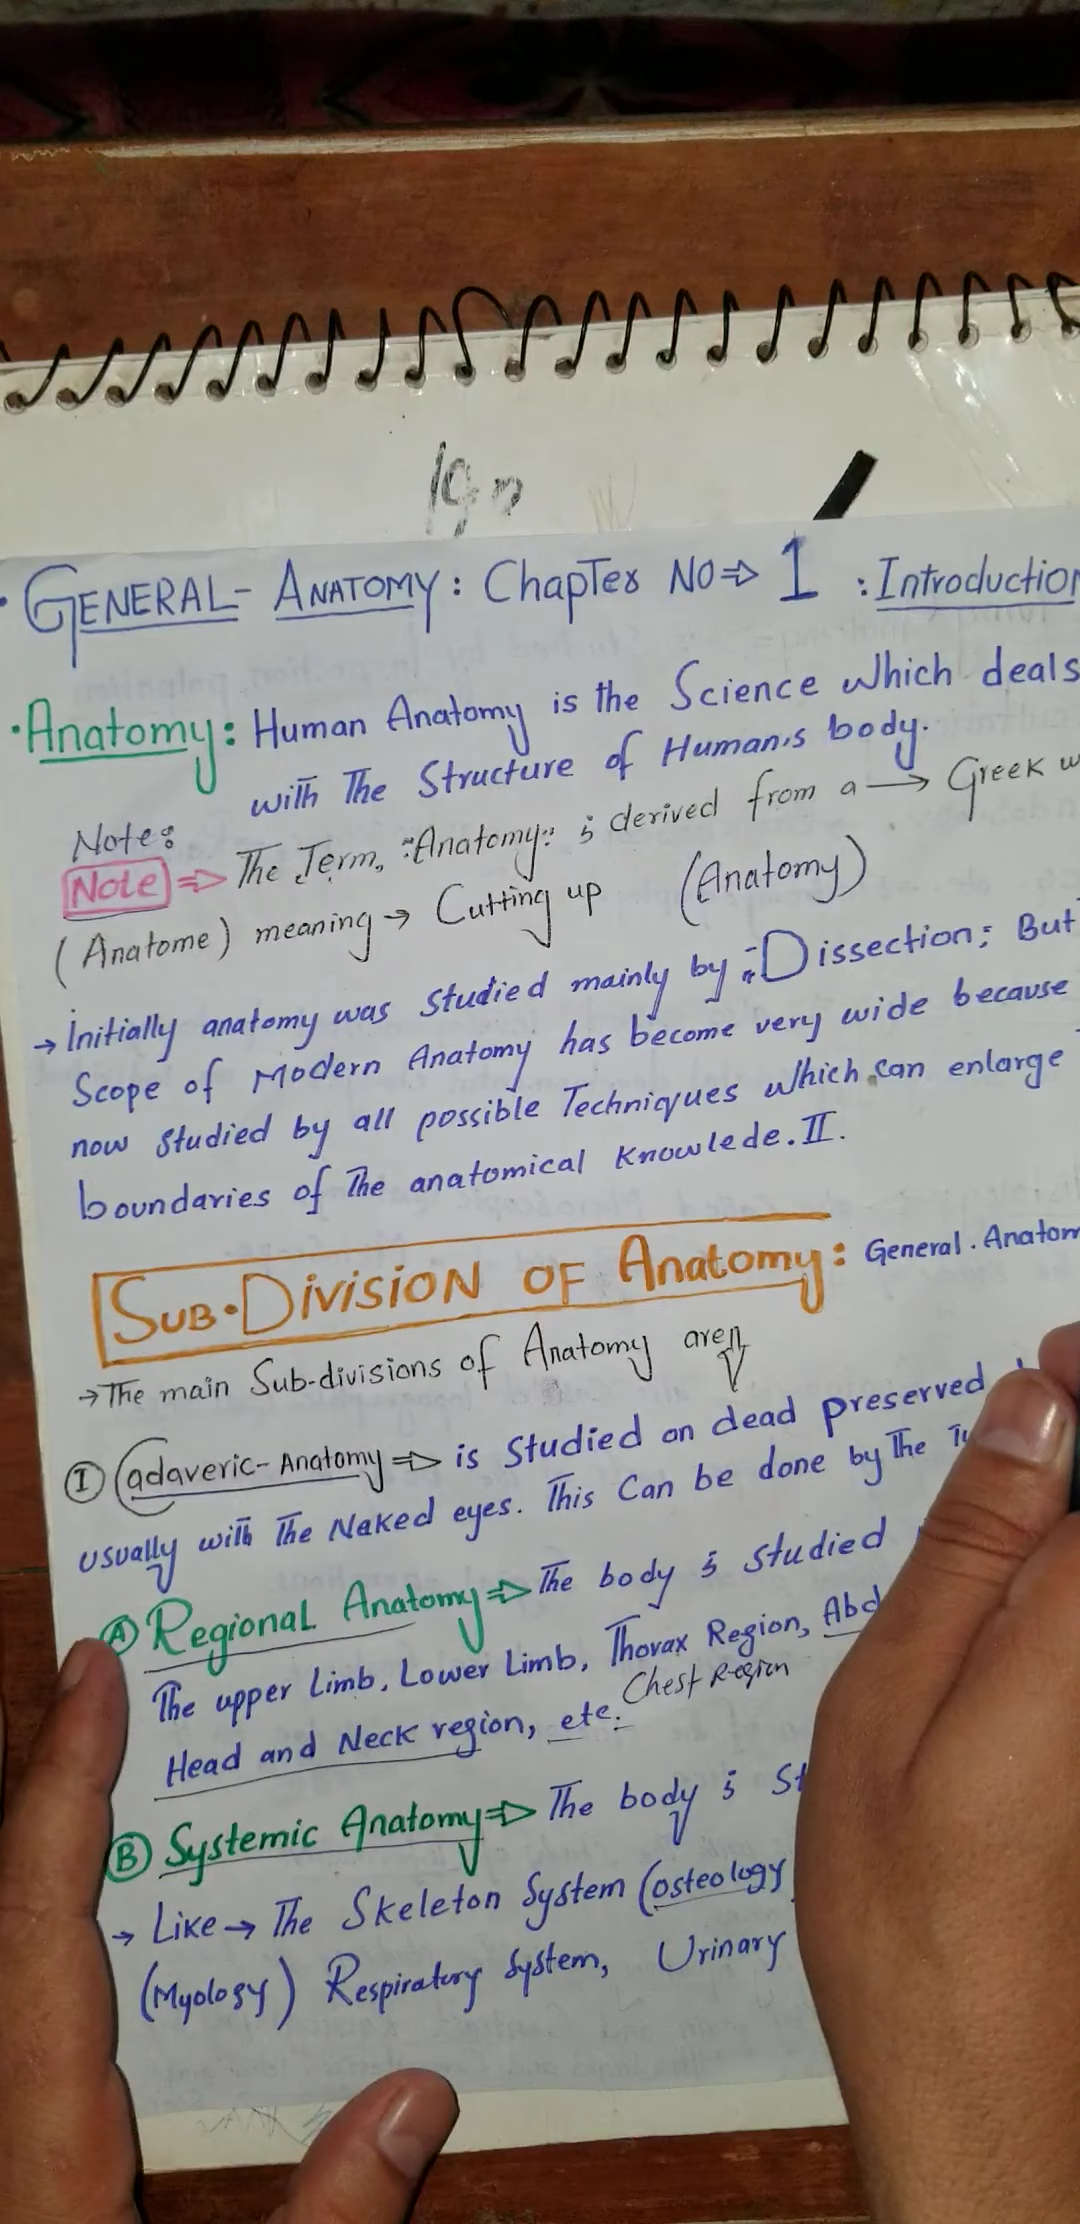 GENERAL- ANATOMY: Chapter NO⇒ 1 : Introduction
·Anatomy: Human Anatomy is the Science which deals
with The Structure of Human's body.
Note:
Note ⇒ The Term, "Anatomy" is derived from a → Greek
(Anatome) meaning → Cutting up (Anatomy)
→ Initially anatomy was studied mainly by "Dissection; But
Scope of Modern Anatomy has become very wide because
now studied by all possible Techniques which can enlarge
boundaries of The anatomical Knowlede. II.
SUB·DIVISION OF Anatomy: General. Anatom
→ The main Sub-divisions of Anatomy are
I Cadaveric- Anatomy ⇒ is Studied on dead preserved
usually with The Naked eyes. This Can be done by The
A Regional Anatomy ⇒ The body is studied
The upper Limb, Lower Limb, Thorax Region, Abd
Chest Region
Head and Neck region, etc.
B Systemic Anatomy ⇒ The body is St
→ Like → The Skeleton System (osteology
(Myology) Respiratory System, Urinary